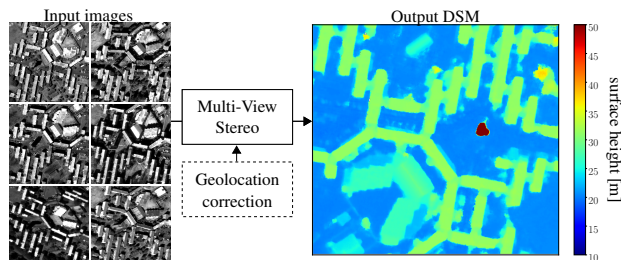 Input images
Output DSM
Multi-View
Stereo
Geolocation
correction
50
45
40
35
30
25
20
15
10
surface height [m]